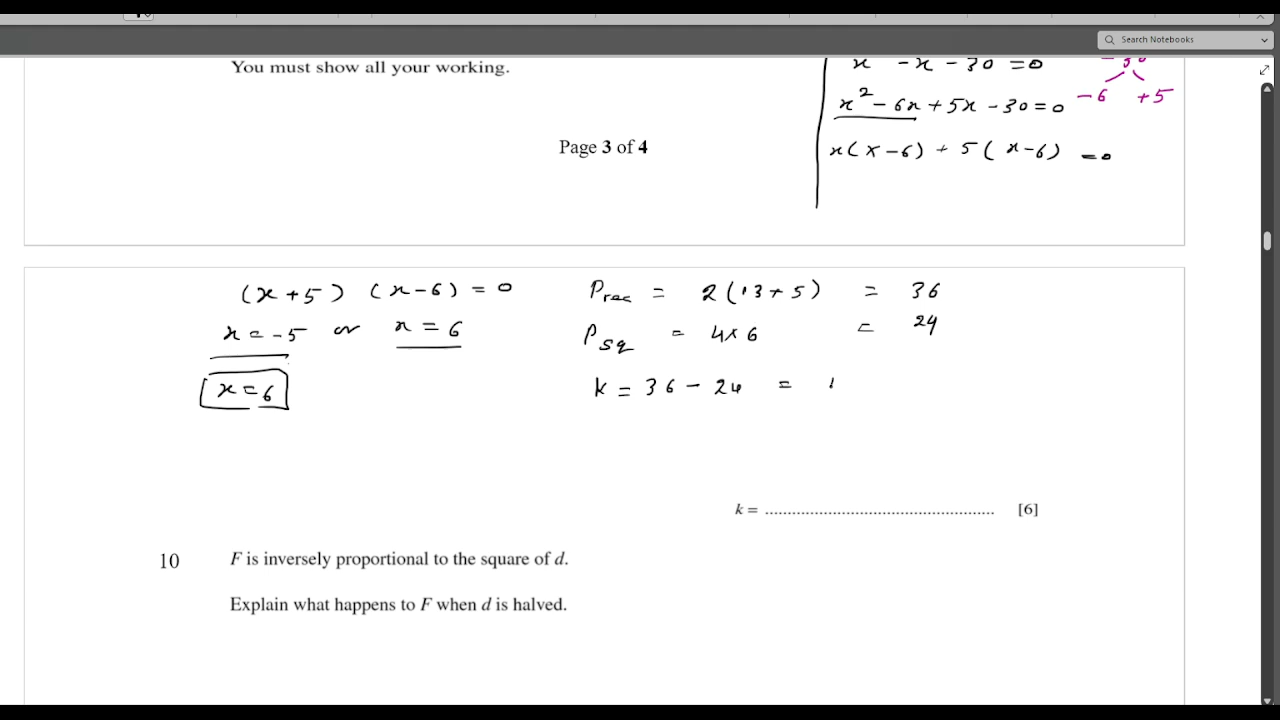 Search Notebooks
You must show all your working.
x - x - 30 = 0
-6 +5
x² - 6x + 5x - 30 = 0
Page 3 of 4
x(x-6) + 5(x-6) = 0
(x+5) (x-6) = 0
x = -5 or x = 6
x = 6
Prec = 2(13+5) = 36
Psq = 4×6 = 24
k = 36 - 24 =
k = .................................................. [6]
10 F is inversely proportional to the square of d.
Explain what happens to F when d is halved.